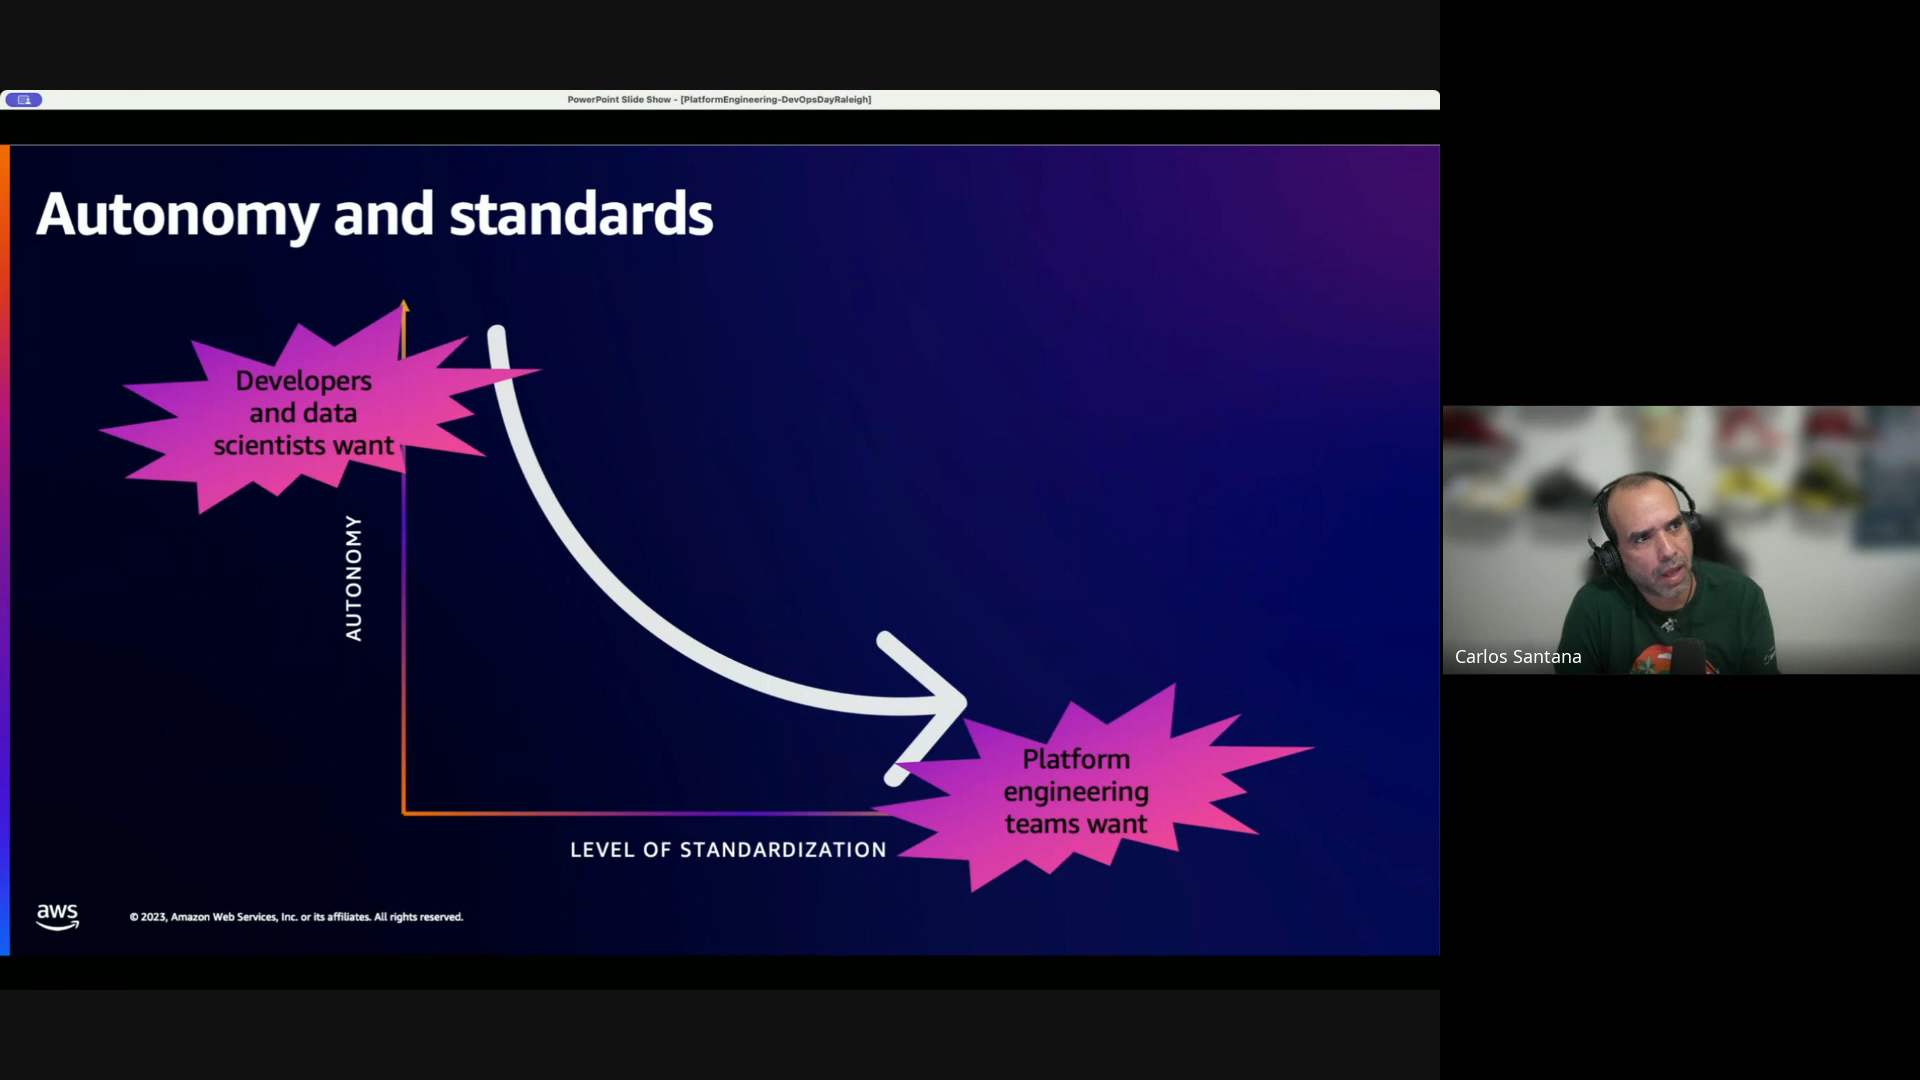 PowerPoint Slide Show - [PlatformEngineering-DevOpsDayRaleigh]
Autonomy and standards
Developers
and data
scientists want
AUTONOMY
Platform
engineering
teams want
LEVEL OF STANDARDIZATION
aws
© 2023, Amazon Web Services, Inc. or its affiliates. All rights reserved.
Carlos Santana